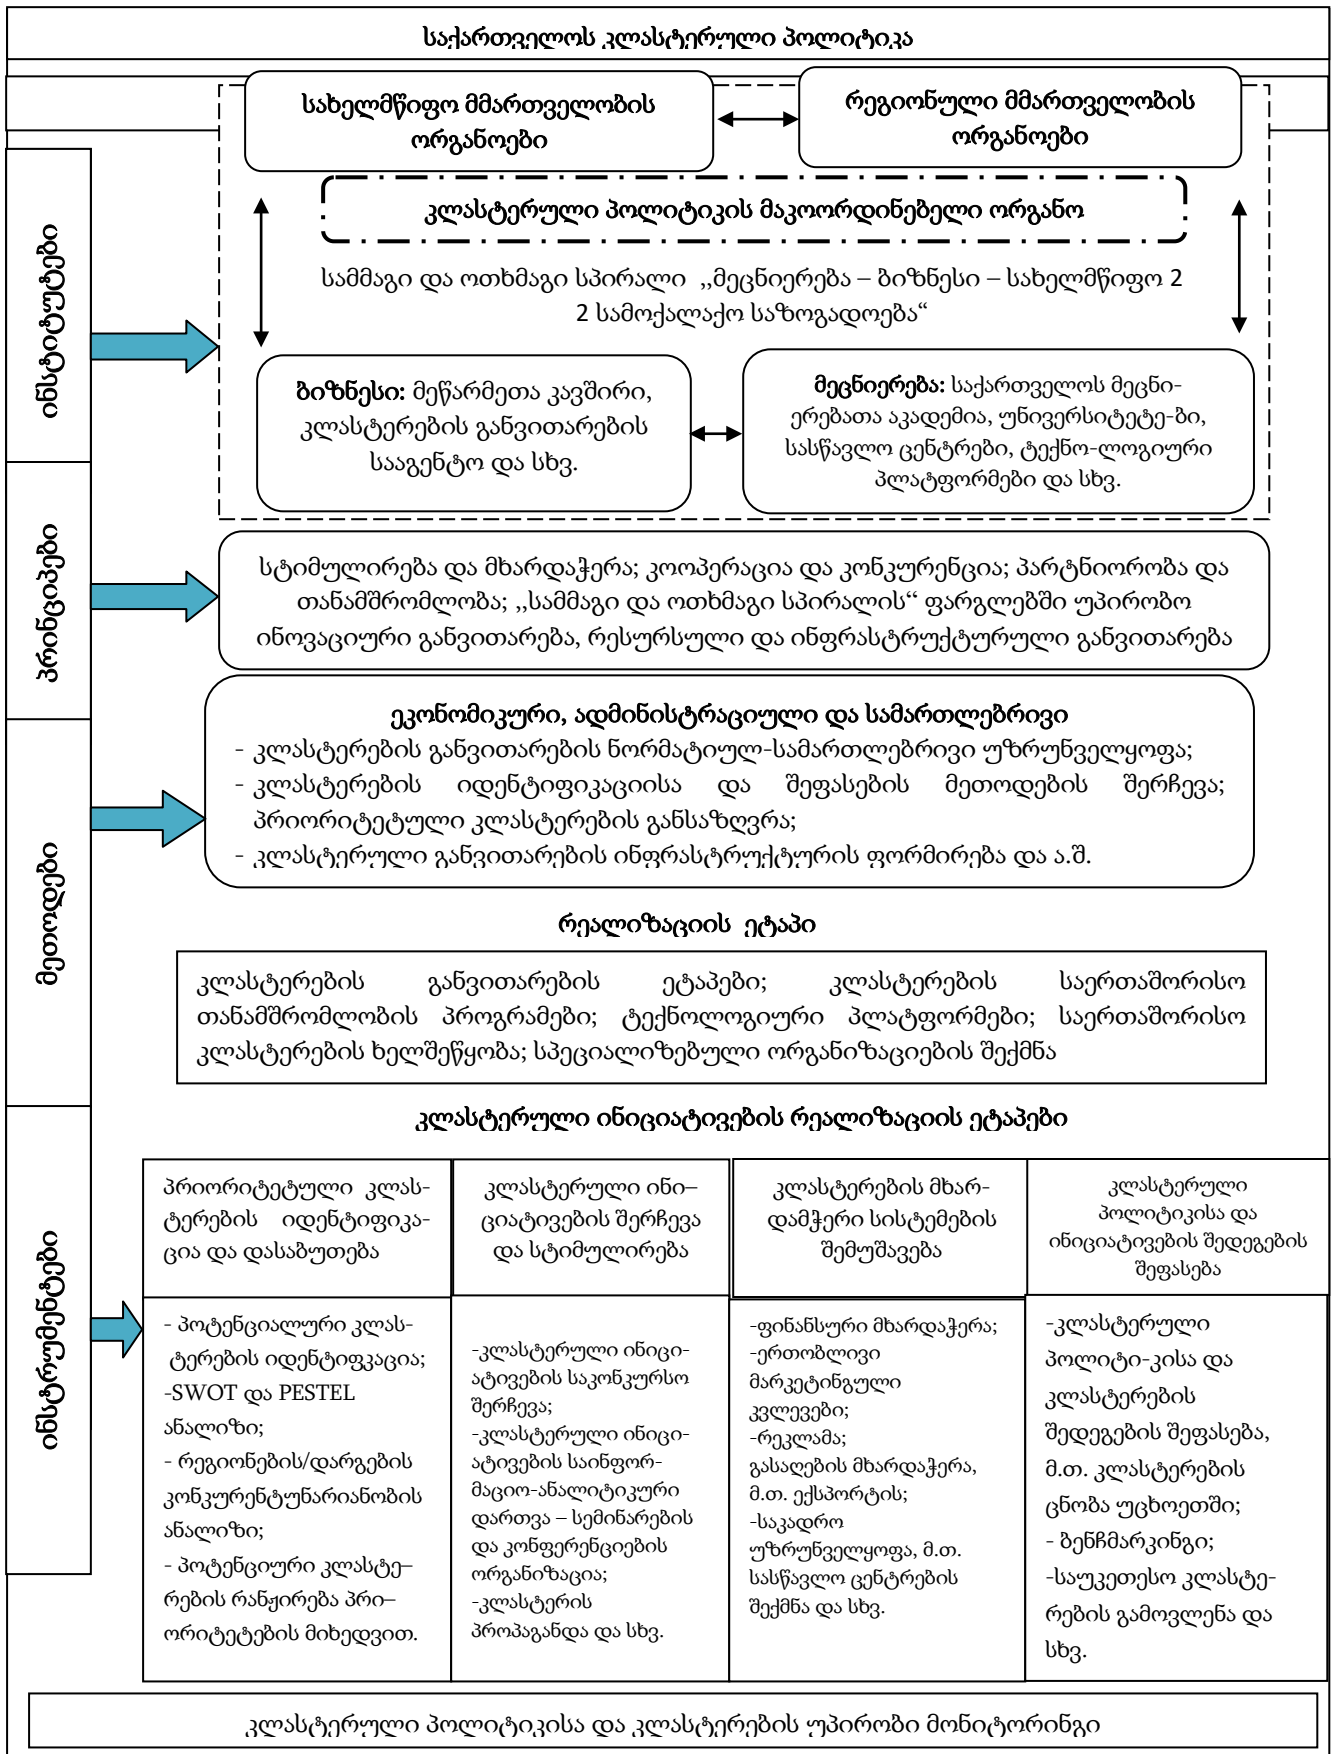 საქართველოს კლასტერული პოლიტიკა
სახელმწიფო მმართველობის
ორგანოები
რეგიონული მმართველობის
ორგანოები
კლასტერული პოლიტიკის მაკოორდინებელი ორგანო
სამმაგი და ოთხმაგი სპირალი ,,მეცნიერება – ბიზნესი – სახელმწიფო 2
2 სამოქალაქო საზოგადოება“
ინსტიტუტები
ბიზნესი: მეწარმეთა კავშირი,
კლასტერების განვითარების
სააგენტო და სხვ.
მეცნიერება: საქართველოს მეცნი-
ერებათა აკადემია, უნივერსიტეტე-ბი,
სასწავლო ცენტრები, ტექნო-ლოგიური
პლატფორმები და სხვ.
პრინციპები
სტიმულირება და მხარდაჭერა; კოოპერაცია და კონკურენცია; პარტნიორობა და
თანამშრომლობა; ,,სამმაგი და ოთხმაგი სპირალის“ ფარგლებში უპირობო
ინოვაციური განვითარება, რესურსული და ინფრასტრუქტურული განვითარება
მეთოდები
ეკონომიკური, ადმინისტრაციული და სამართლებრივი
- კლასტერების განვითარების ნორმატიულ-სამართლებრივი უზრუნველყოფა;
- კლასტერების იდენტიფიკაციისა და შეფასების მეთოდების შერჩევა;
პრიორიტეტული კლასტერების განსაზღვრა;
- კლასტერული განვითარების ინფრასტრუქტურის ფორმირება და ა.შ.
რეალიზაციის ეტაპი
კლასტერების განვითარების ეტაპები; კლასტერების საერთაშორისო
თანამშრომლობის პროგრამები; ტექნოლოგიური პლატფორმები; საერთაშორისო
კლასტერების ხელშეწყობა; სპეციალიზებული ორგანიზაციების შექმნა
კლასტერული ინიციატივების რეალიზაციის ეტაპები
ინსტრუმენტები
პრიორიტეტული კლას-
ტერების იდენტიფიკა-
ცია და დასაბუთება
კლასტერული ინი–
ციატივების შერჩევა
და სტიმულირება
კლასტერების მხარ-
დამჭერი სისტემების
შემუშავება
კლასტერული
პოლიტიკისა და
ინიციატივების შედეგების
შეფასება
- პოტენციალური კლას-
ტერების იდენტიფკაცია;
-SWOT და PESTEL
ანალიზი;
- რეგიონების/დარგების
კონკურენტუნარიანობის
ანალიზი;
- პოტენციური კლასტე–
რების რანჟირება პრი–
ორიტეტების მიხედვით.
-კლასტერული ინიცი-
ატივების საკონკურსო
შერჩევა;
-კლასტერული ინიცი-
ატივების საინფორ-
მაციო-ანალიტიკური
დართვა – სემინარების
და კონფერენციების
ორგანიზაცია;
-კლასტერის
პროპაგანდა და სხვ.
-ფინანსური მხარდაჭერა;
-ერთობლივი
მარკეტინგული
კვლევები;
-რეკლამა;
გასაღების მხარდაჭერა,
მ.თ. ექსპორტის;
-საკადრო
უზრუნველყოფა, მ.თ.
სასწავლო ცენტრების
შექმნა და სხვ.
-კლასტერული
პოლიტი-კისა და
კლასტერების
შედეგების შეფასება,
მ.თ. კლასტერების
ცნობა უცხოეთში;
- ბენჩმარკინგი;
-საუკეთესო კლასტე-
რების გამოვლენა და
სხვ.
კლასტერული პოლიტიკისა და კლასტერების უპირობი მონიტორინგი